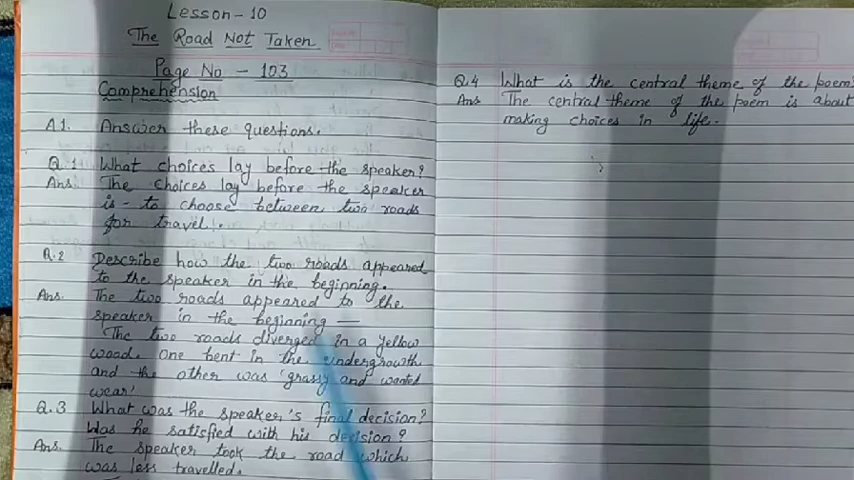 Lesson - 10
The Road Not Taken
Page No - 103
Comprehension
A1. Answer these questions.
Q.1 What choices lay before the speaker?
Ans. The choices lay before the speaker
is - to choose between two roads
for travel.
Q.2 Describe how the two roads appeared
to the speaker in the beginning.
Ans. The two roads appeared to the
speaker in the beginning —
'The two roads diverged in a yellow
wood. One bent in the undergrowth
and the other was 'grassy and wanted
wear'
Q.3 What was the speaker's final decision?
Was he satisfied with his decision?
Ans. The speaker took the road which
was less travelled.
Q.4 What is the central theme of the poem?
Ans The central theme of the poem is about
making choices in life.